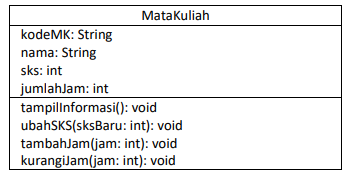 MataKuliah
kodeMK: String
nama: String
sks: int
jumlahJam: int
tampilInformasi(): void
ubahSKS(sksBaru: int): void
tambahJam(jam: int): void
kurangiJam(jam: int): void